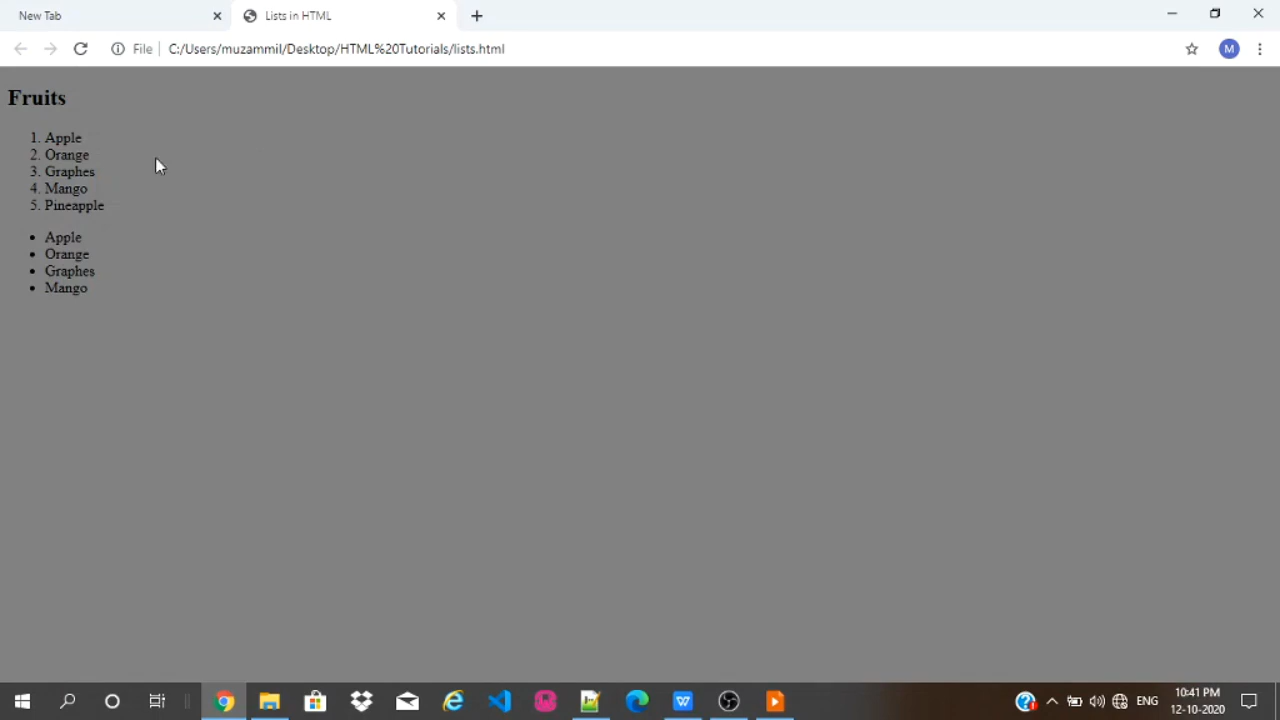 New Tab
Lists in HTML
File
C:/Users/muzammil/Desktop/HTML%20Tutorials/lists.html
M
Fruits
1. Apple
2. Orange
3. Graphes
4. Mango
5. Pineapple
• Apple
• Orange
• Graphes
• Mango
W
ENG
10:41 PM
12-10-2020